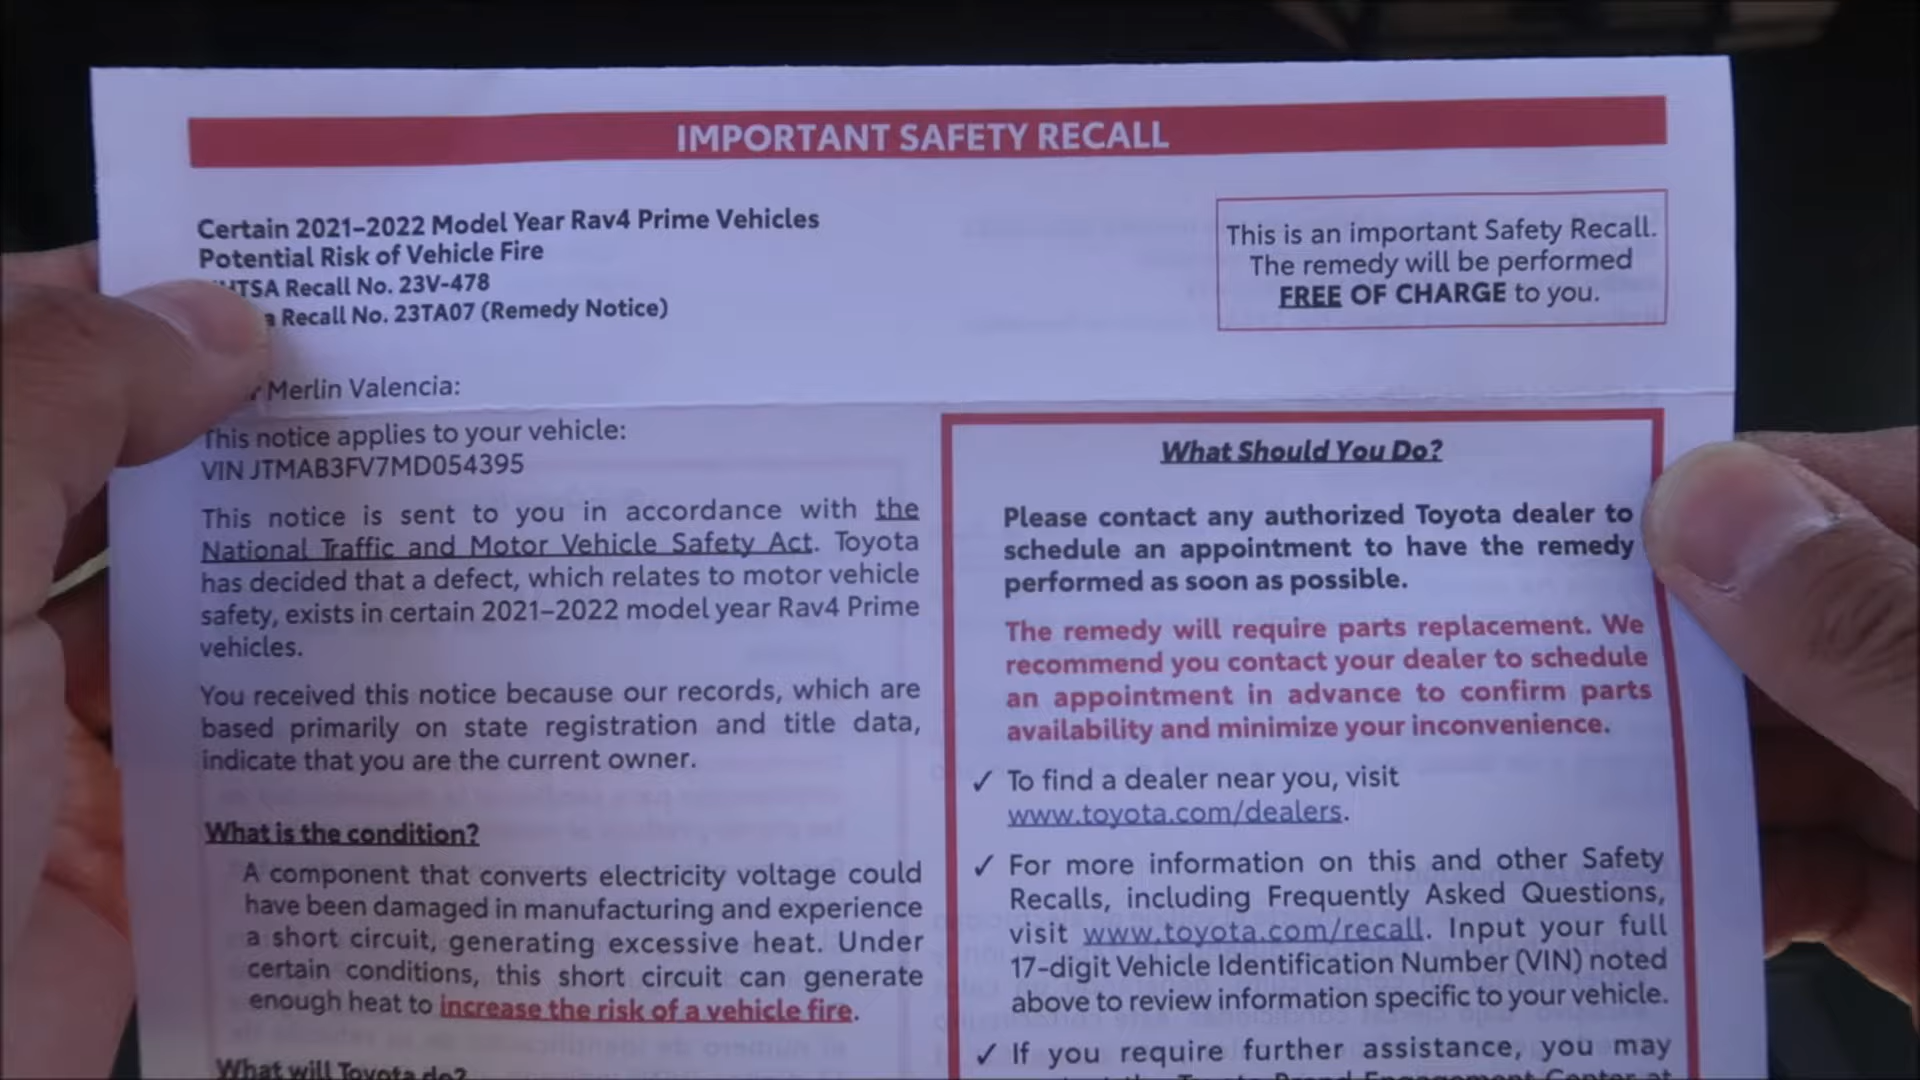 IMPORTANT SAFETY RECALL
Certain 2021–2022 Model Year Rav4 Prime Vehicles
Potential Risk of Vehicle Fire
Recall No. 23V-478
Recall No. 23TA07 (Remedy Notice)
This is an important Safety Recall.
The remedy will be performed
FREE OF CHARGE to you.
Merlin Valencia:
This notice applies to your vehicle:
VIN JTMAB3FV7MD054395
This notice is sent to you in accordance with the
National Traffic and Motor Vehicle Safety Act. Toyota
has decided that a defect, which relates to motor vehicle
safety, exists in certain 2021–2022 model year Rav4 Prime
vehicles.
You received this notice because our records, which are
based primarily on state registration and title data,
indicate that you are the current owner.
What is the condition?
A component that converts electricity voltage could
have been damaged in manufacturing and experience
a short circuit, generating excessive heat. Under
certain conditions, this short circuit can generate
enough heat to increase the risk of a vehicle fire.
What will Toyota do?
What Should You Do?
Please contact any authorized Toyota dealer to
schedule an appointment to have the remedy
performed as soon as possible.
The remedy will require parts replacement. We
recommend you contact your dealer to schedule
an appointment in advance to confirm parts
availability and minimize your inconvenience.
✓ To find a dealer near you, visit
www.toyota.com/dealers.
✓ For more information on this and other Safety
Recalls, including Frequently Asked Questions,
visit www.toyota.com/recall. Input your full
17-digit Vehicle Identification Number (VIN) noted
above to review information specific to your vehicle.
✓ If you require further assistance, you may
the Toyota Brand Engagement Center at